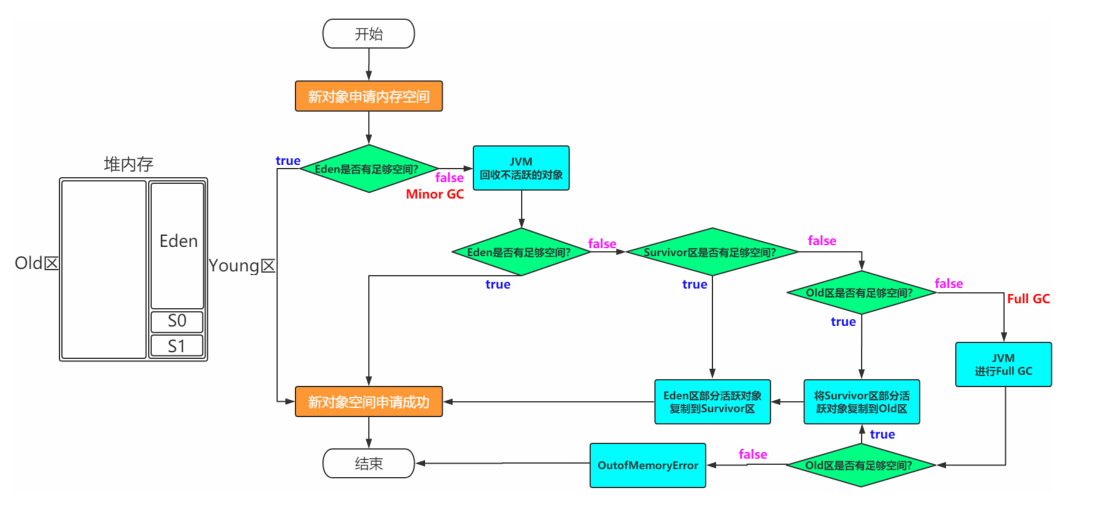 开始
新对象申请内存空间
Eden是否有足够空间?
true
false
Minor GC
JVM
回收不活跃的对象
堆内存
Old区
Eden
S0
S1
Young区
Eden是否有足够空间?
false
true
Survivor区是否有足够空间?
false
true
Old区是否有足够空间?
false
Full GC
true
JVM
进行Full GC
新对象空间申请成功
Eden区部分活跃对象
复制到Survivor区
将Survivor区部分活
跃对象复制到Old区
true
Old区是否有足够空间?
false
OutofMemoryError
结束